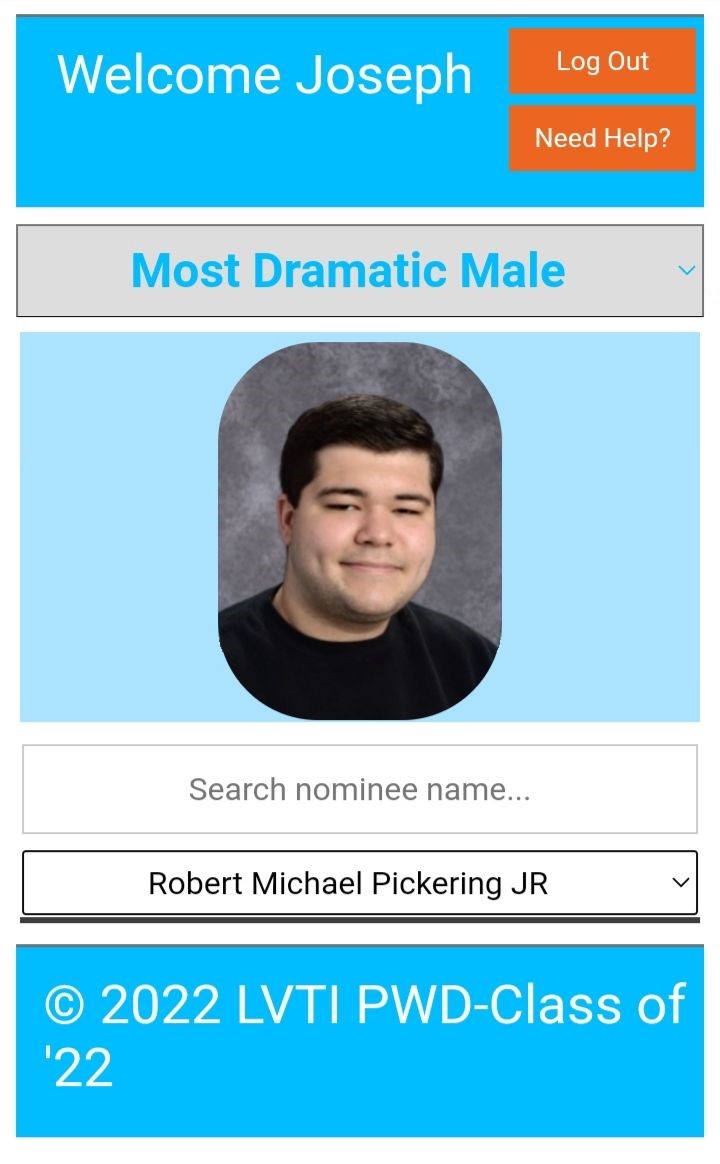 Welcome Joseph
Log Out
Need Help?
Most Dramatic Male
Search nominee name...
Robert Michael Pickering JR
© 2022 LVTI PWD-Class of
'22